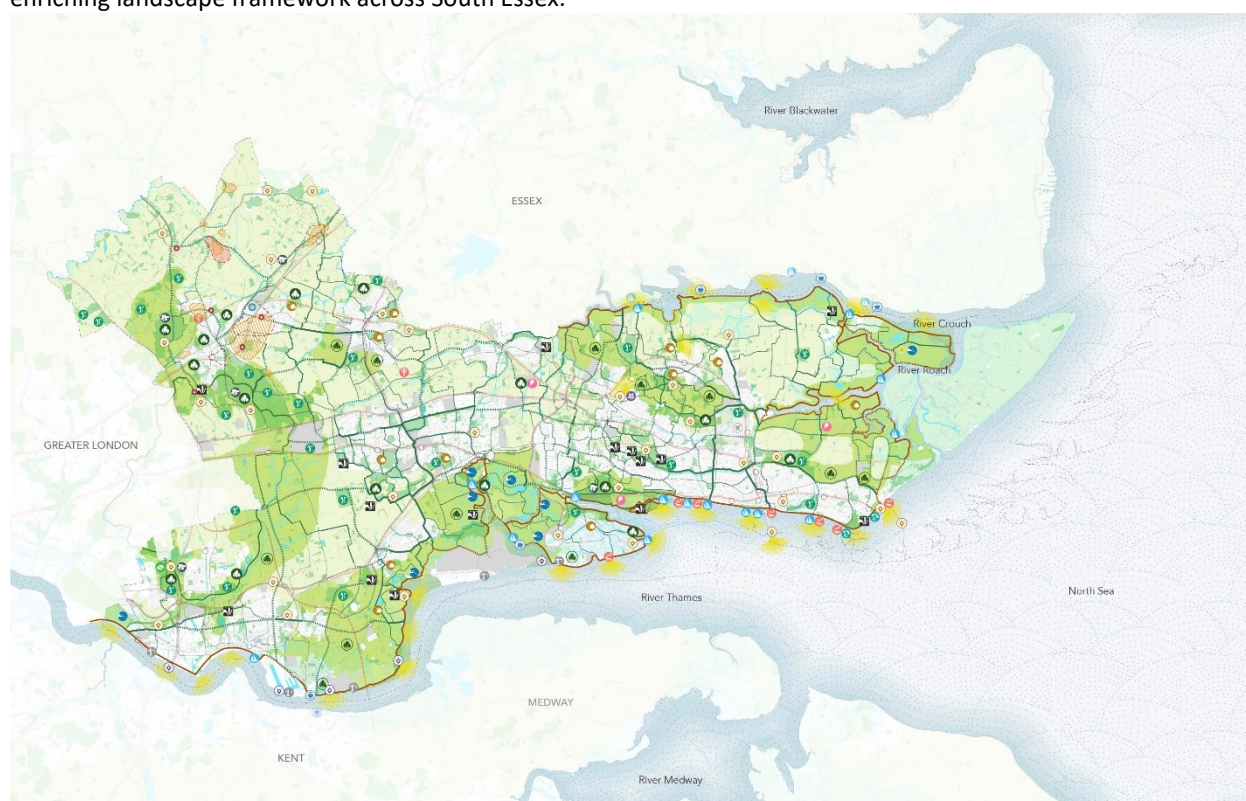 enriching landscape framework across South Essex.
River Blackwater
ESSEX
River Crouch
River Roach
GREATER LONDON
North Sea
River Thames
MEDWAY
KENT
River Medway